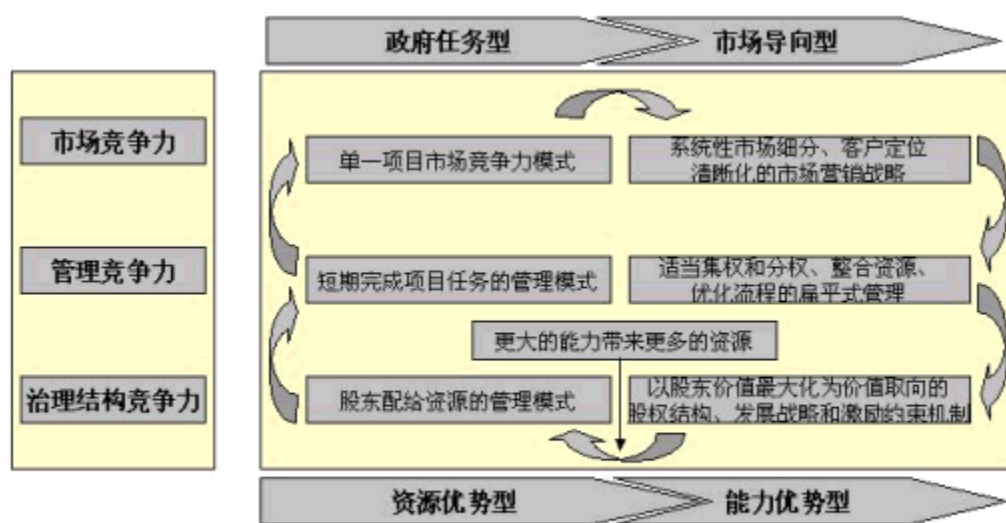 政府任务型
市场导向型
市场竞争力
单一项目市场竞争力模式
系统性市场细分、客户定位
清晰化的市场营销战略
管理竞争力
短期完成项目任务的管理模式
适当集权和分权、整合资源、
优化流程的扁平式管理
更大的能力带来更多的资源
治理结构竞争力
股东配给资源的管理模式
以股东价值最大化为价值取向的
股权结构、发展战略和激励约束机制
资源优势型
能力优势型